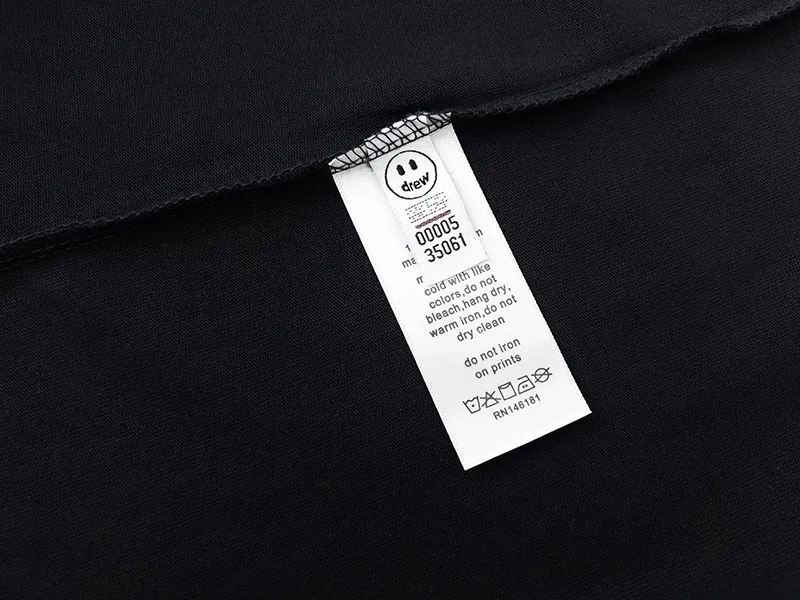 drew
00005
35061
cold with like
colors,do not
bleach,hang dry,
warm iron,do not
dry clean
do not iron
on prints
RN146181